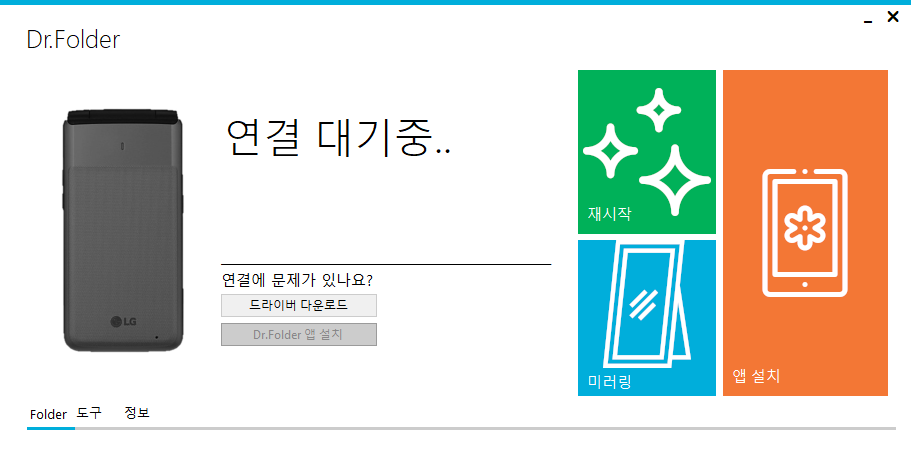 Dr.Folder
연결 대기중..
연결에 문제가 있나요?
드라이버 다운로드
Dr.Folder 앱 설치
LG
재시작
미러링
앱 설치
Folder 도구 정보